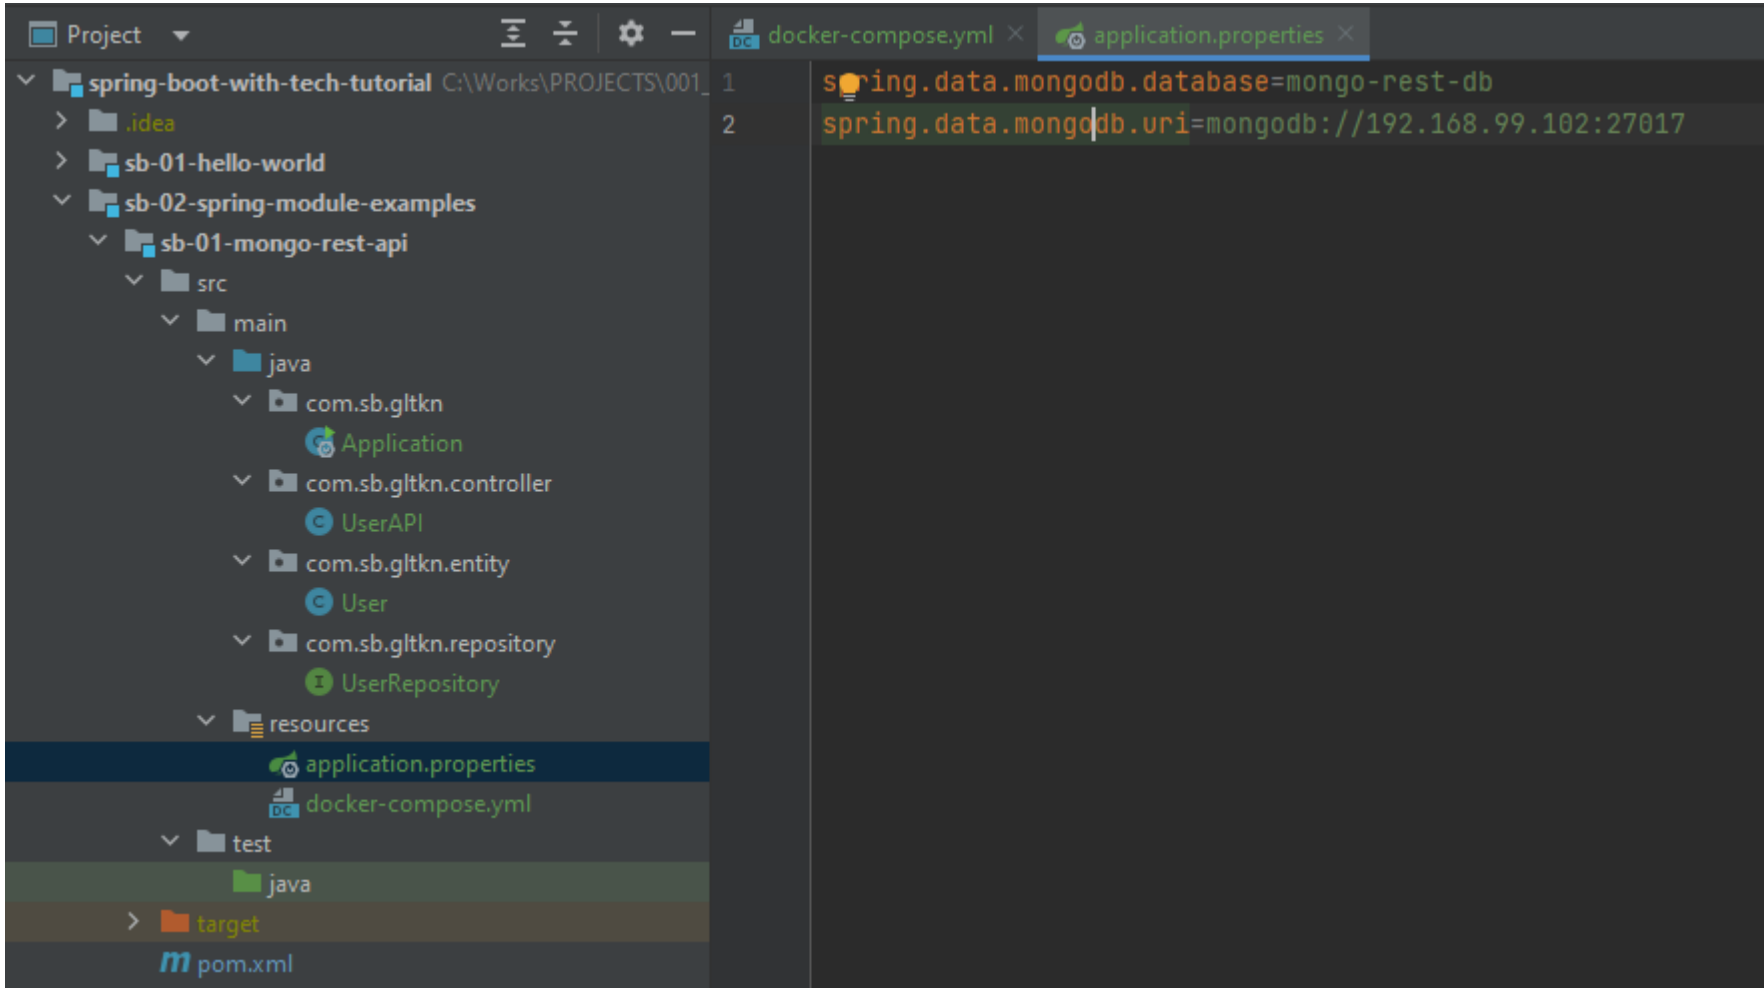 Project
spring-boot-with-tech-tutorial C:\Works\PROJECTS\001_
.idea
sb-01-hello-world
sb-02-spring-module-examples
sb-01-mongo-rest-api
src
main
java
com.sb.gltkn
Application
com.sb.gltkn.controller
UserAPI
com.sb.gltkn.entity
User
com.sb.gltkn.repository
UserRepository
resources
application.properties
docker-compose.yml
test
java
target
pom.xml
docker-compose.yml
application.properties
1 spring.data.mongodb.database=mongo-rest-db
2 spring.data.mongodb.uri=mongodb://192.168.99.102:27017